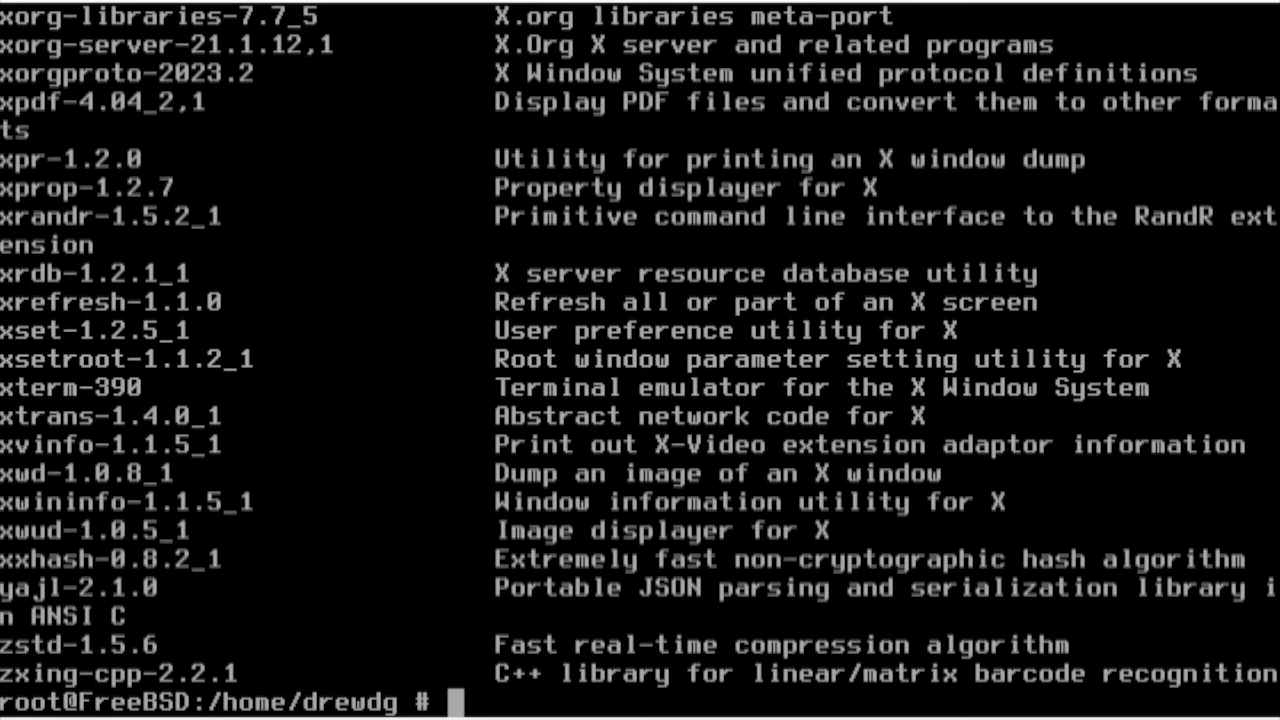 xorg-libraries-7.7_5 X.org libraries meta-port
xorg-server-21.1.12,1 X.Org X server and related programs
xorgproto-2023.2 X Window System unified protocol definitions
xpdf-4.04_2,1 Display PDF files and convert them to other forma
ts
xpr-1.2.0 Utility for printing an X window dump
xprop-1.2.7 Property displayer for X
xrandr-1.5.2_1 Primitive command line interface to the RandR ext
ension
xrdb-1.2.1_1 X server resource database utility
xrefresh-1.1.0 Refresh all or part of an X screen
xset-1.2.5_1 User preference utility for X
xsetroot-1.1.2_1 Root window parameter setting utility for X
xterm-390 Terminal emulator for the X Window System
xtrans-1.4.0_1 Abstract network code for X
xvinfo-1.1.5_1 Print out X-Video extension adaptor information
xwd-1.0.8_1 Dump an image of an X window
xwininfo-1.1.5_1 Window information utility for X
xwud-1.0.5_1 Image displayer for X
xxhash-0.8.2_1 Extremely fast non-cryptographic hash algorithm
yajl-2.1.0 Portable JSON parsing and serialization library i
n ANSI C
zstd-1.5.6 Fast real-time compression algorithm
zxing-cpp-2.2.1 C++ library for linear/matrix barcode recognition
root@FreeBSD:/home/drewdg #